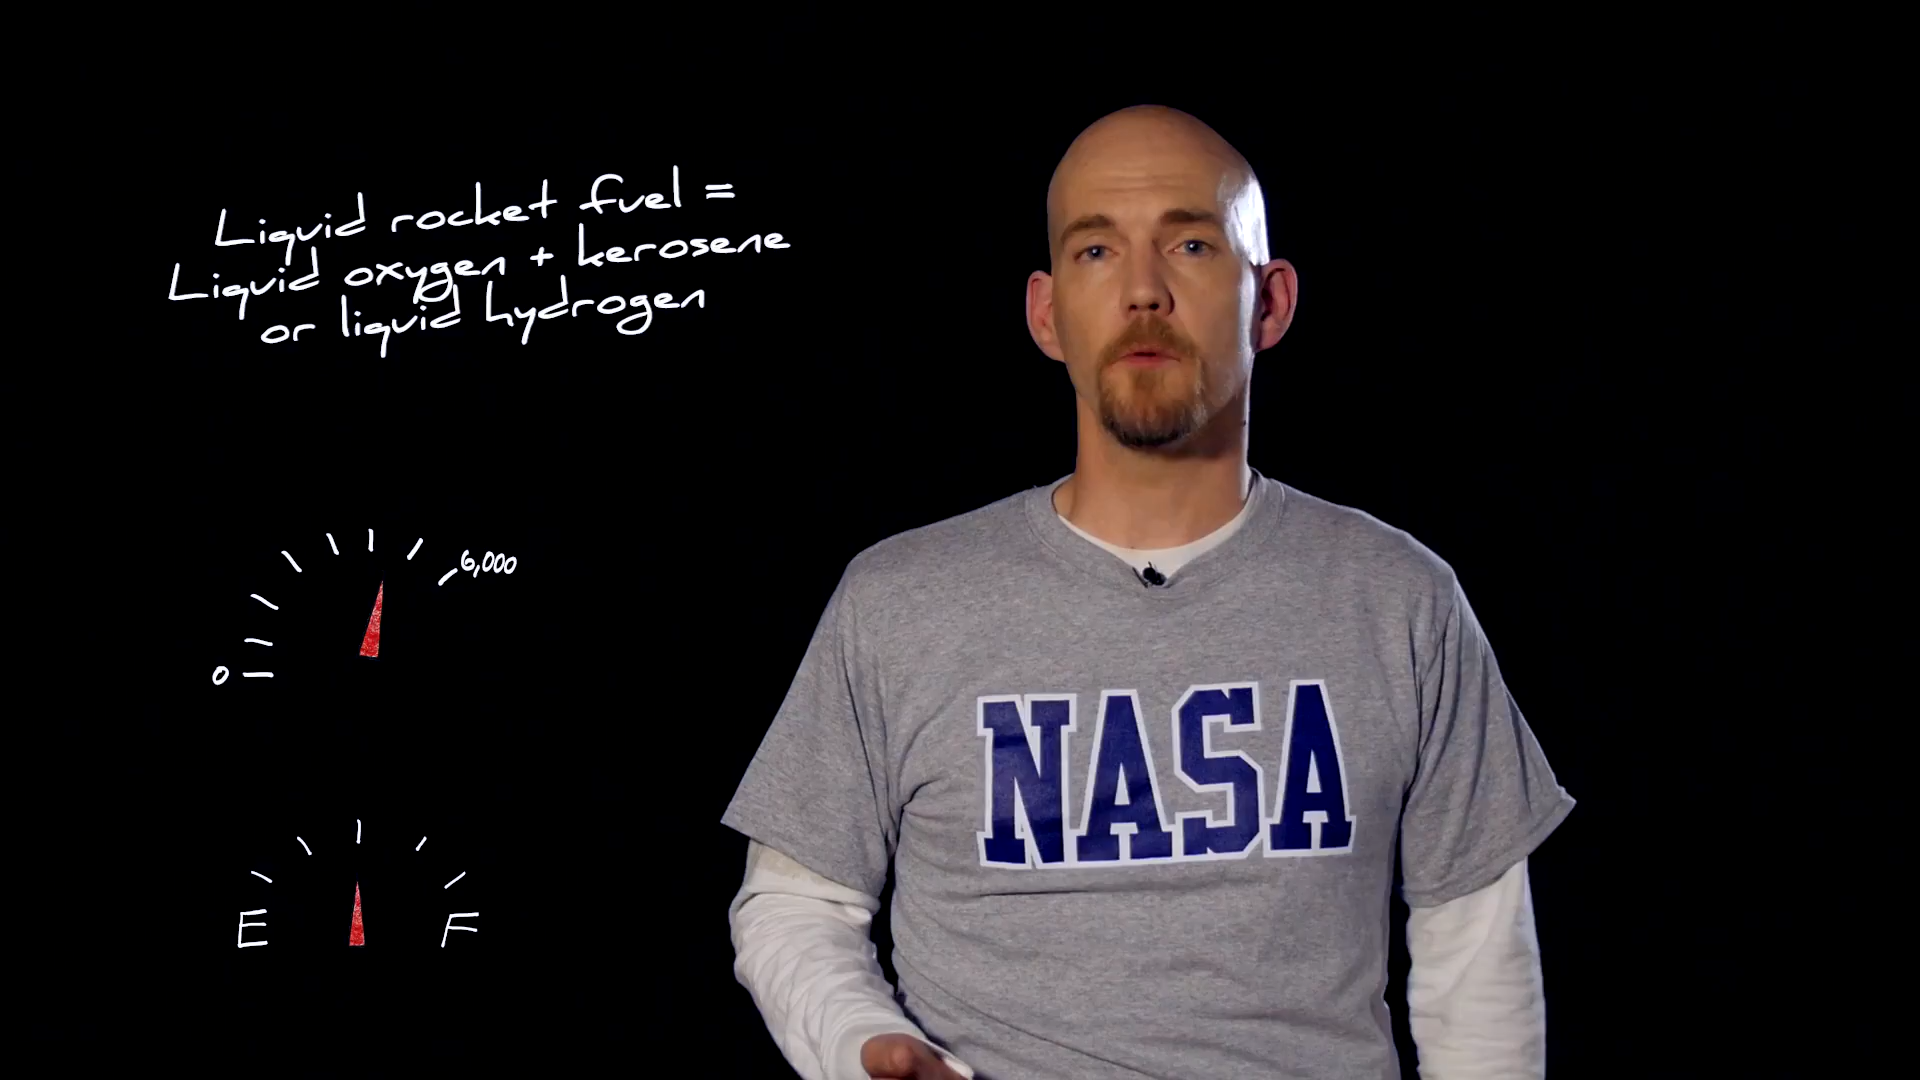 Liquid rocket fuel =
Liquid oxygen + kerosene
or liquid hydrogen
6,000
0
NASA
E F